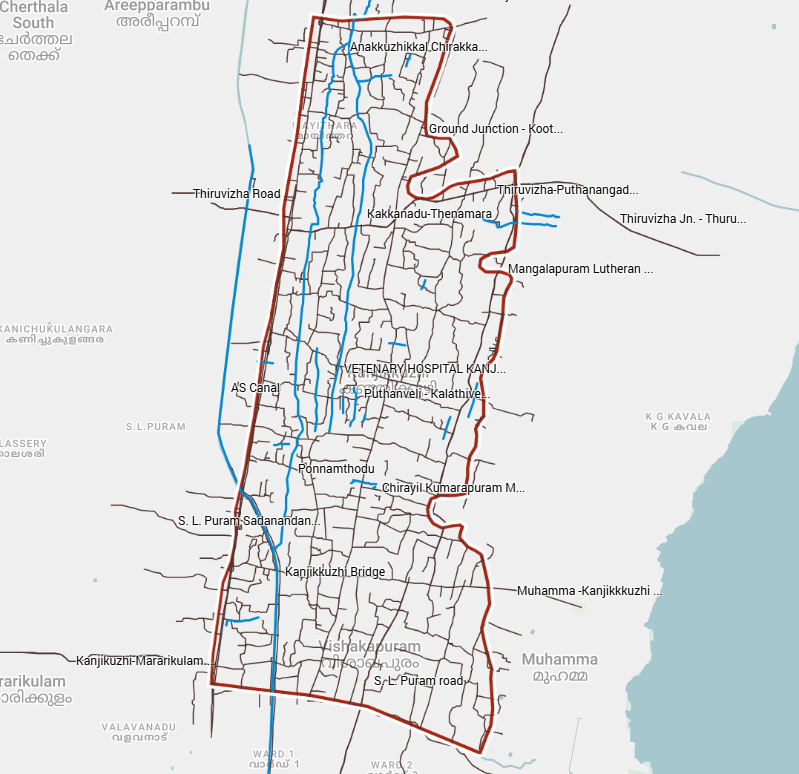 Cherthala
South
ചേർത്തല
തെക്ക്
Areepparambu
അരീപ്പറമ്പ്
Anakkuzhikkal Chirakka...
Ground Junction - Koot...
MAYITHARA
മായിത്തറ
Thiruvizha Road
Thiruvizha-Puthanangad...
Kakkanadu-Thenamara
Thiruvizha Jn. - Thuru...
Mangalapuram Lutheran ...
KANICHUKULANGARA
കണിച്ചുകുളങ്ങര
VETENARY HOSPITAL KANJ...
AS Canal
Puthanveli - Kalathive...
S.L.PURAM
K G KAVALA
K G കവല
LASSERY
ാലശരി
Ponnamthodu
Chirayil Kumarapuram M...
S. L. Puram Sadanandan...
Kanjikkuzhi Bridge
Muhamma -Kanjikkkuzhi ...
Vishakapuram
വിശാഖപുരം
Kanjikuzhi-Mararikulam...
Muhamma
മുഹമ്മ
rarikulam
ാരിക്കുളം
S. L. Puram road
VALAVANADU
വളവനാട്
WARD 1
വാർഡ് 1
WARD 2